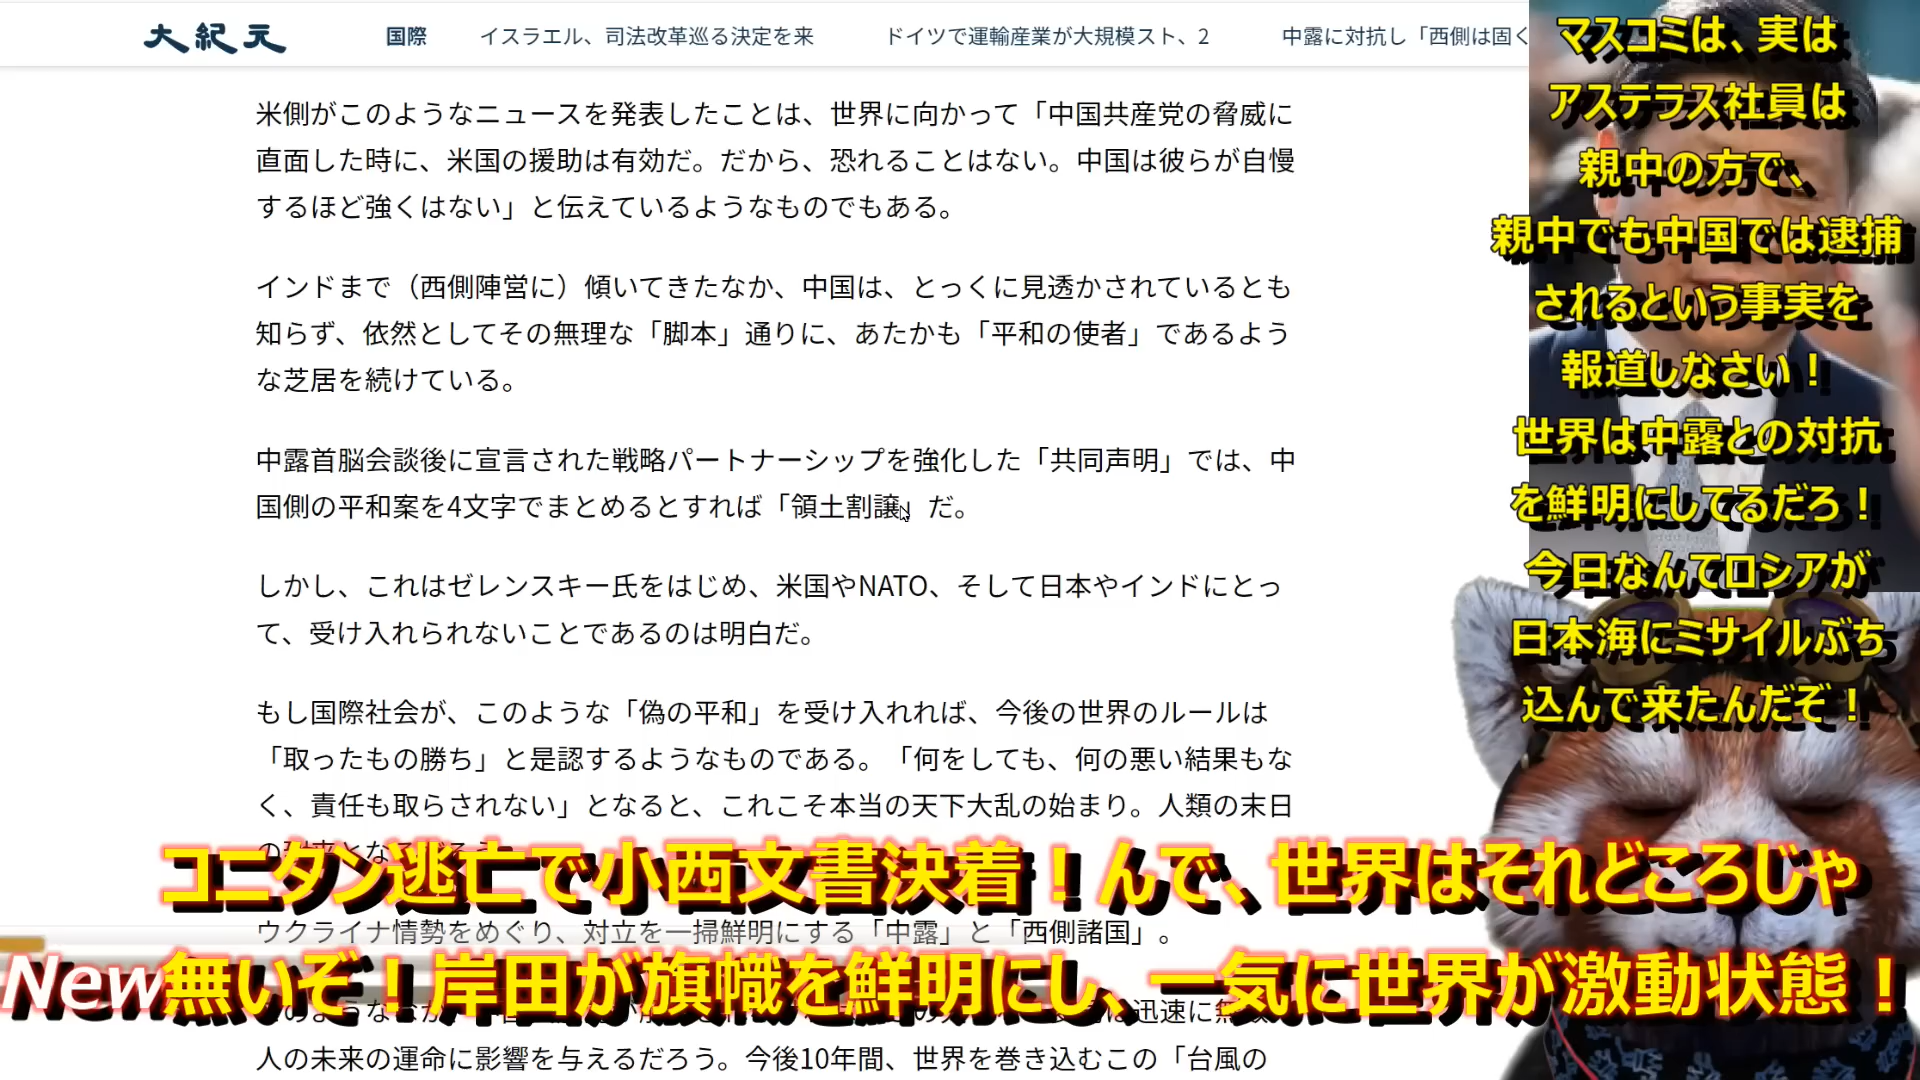 大紀元
国際 イスラエル、司法改革巡る決定を来 ドイツで運輸産業が大規模スト、2 中露に対抗し「西側は固く
米側がこのようなニュースを発表したことは、世界に向かって「中国共産党の脅威に
直面した時に、米国の援助は有効だ。だから、恐れることはない。中国は彼らが自慢
するほど強くはない」と伝えているようなものでもある。
インドまで（西側陣営に）傾いてきたなか、中国は、とっくに見透かされているとも
知らず、依然としてその無理な「脚本」通りに、あたかも「平和の使者」であるよう
な芝居を続けている。
中露首脳会談後に宣言された戦略パートナーシップを強化した「共同声明」では、中
国側の平和案を4文字でまとめるとすれば「領土割譲」だ。
しかし、これはゼレンスキー氏をはじめ、米国やNATO、そして日本やインドにとっ
て、受け入れられないことであるのは明白だ。
もし国際社会が、このような「偽の平和」を受け入れれば、今後の世界のルールは
「取ったもの勝ち」と是認するようなものである。「何をしても、何の悪い結果もな
く、責任も取らされない」となると、これこそ本当の天下大乱の始まり。人類の末日
ウクライナ情勢をめぐり、対立を一掃鮮明にする「中露」と「西側諸国」。
人の未来の運命に影響を与えるだろう。今後10年間、世界を巻き込むこの「台風の
マスコミは、実は
アステラス社員は
親中の方で、
親中でも中国では逮捕
されるという事実を
報道しなさい！
世界は中露との対抗
を鮮明にしてるだろ！
今日なんてロシアが
日本海にミサイルぶち
込んで来たんだぞ！
コニタン逃亡で小西文書決着！んで、世界はそれどころじゃ
New
無いぞ！岸田が旗幟を鮮明にし、一気に世界が激動状態！